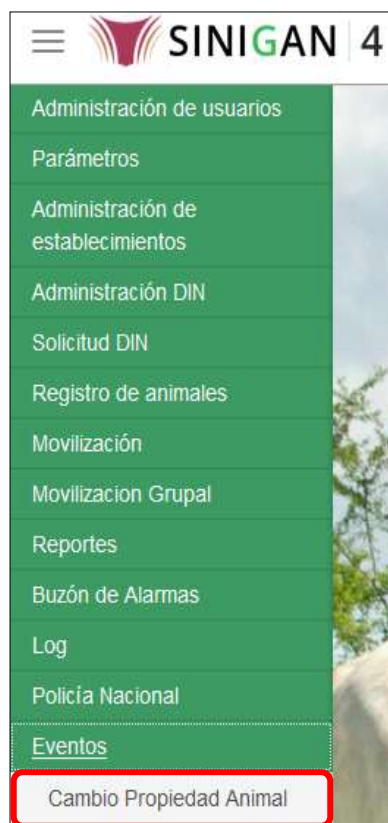 SINIGAN 4
Administración de usuarios
Parámetros
Administración de
establecimientos
Administración DIN
Solicitud DIN
Registro de animales
Movilización
Movilizacion Grupal
Reportes
Buzón de Alarmas
Log
Policía Nacional
Eventos
Cambio Propiedad Animal